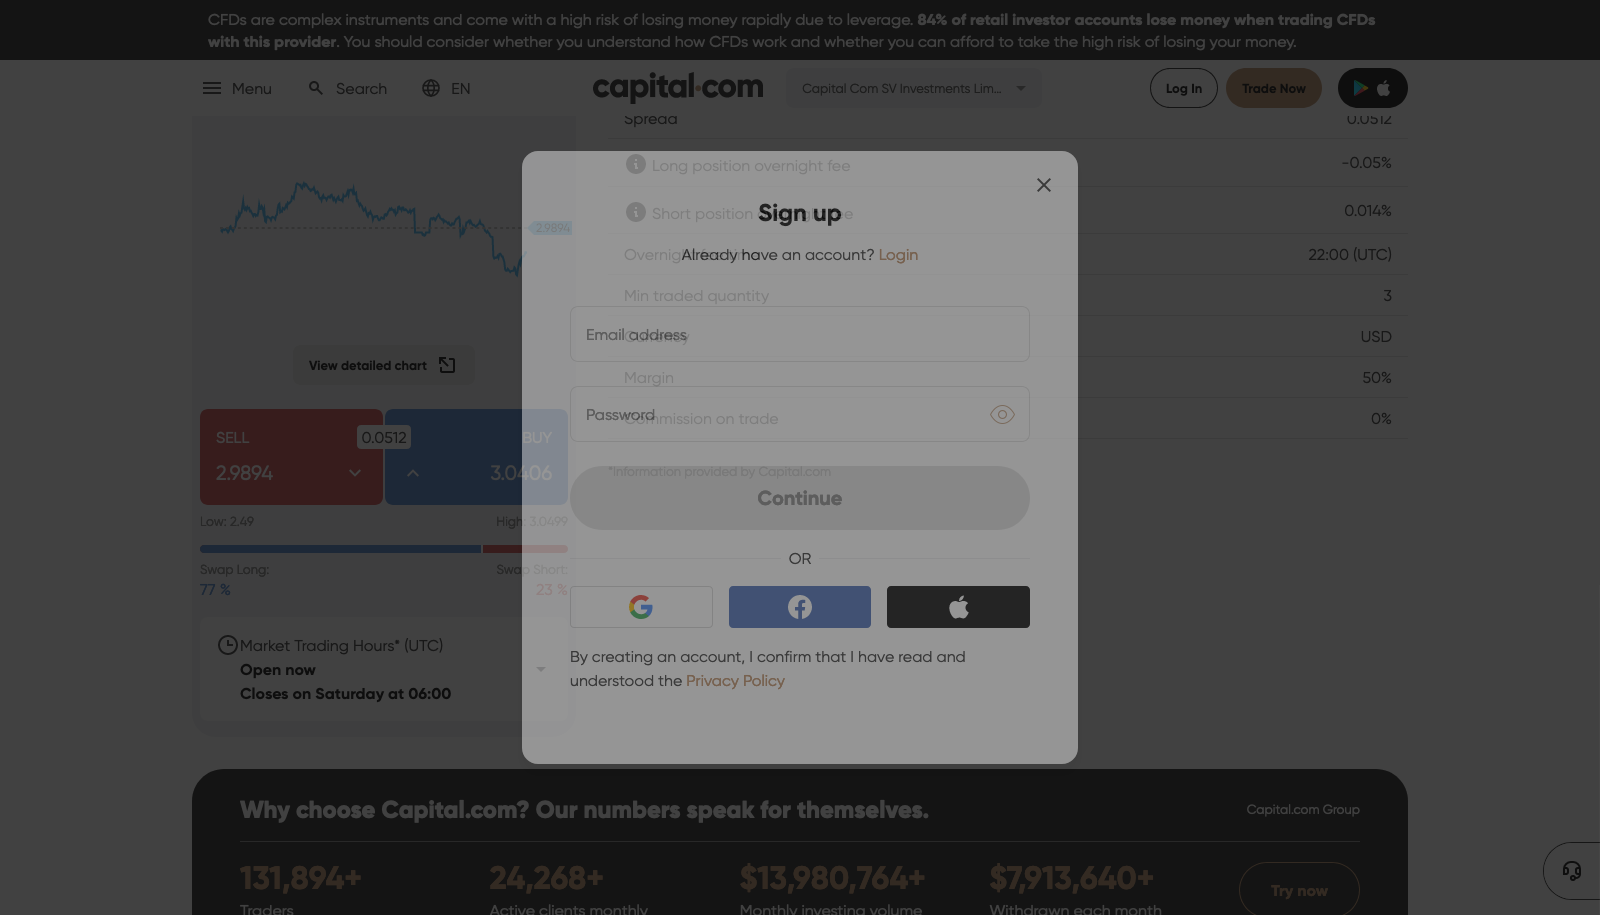 CFDs are complex instruments and come with a high risk of losing money rapidly due to leverage. 84% of retail investor accounts lose money when trading CFDs
with this provider. You should consider whether you understand how CFDs work and whether you can afford to take the high risk of losing your money.
Menu
Search
EN
capital.com
Capital Com SV Investments Lim...
Log In
Trade Now
Spread
0.0512
Long position overnight fee
-0.05%
Short position overnight fee
0.014%
Overnight fee time
22:00 (UTC)
Min traded quantity
3
Currency
USD
Margin
50%
Commission on trade
0%
*Information provided by Capital.com
2.9894
View detailed chart
SELL
0.0512
BUY
2.9894
3.0406
Low: 2.49
High: 3.0499
Swap Long:
Swap Short:
77 %
23 %
Market Trading Hours* (UTC)
Open now
Closes on Saturday at 06:00
Sign up
Already have an account? Login
Email address
Password
Continue
OR
By creating an account, I confirm that I have read and
understood the Privacy Policy
Why choose Capital.com? Our numbers speak for themselves.
Capital.com Group
131,894+
24,268+
$13,980,764+
$7,913,640+
Try now
Traders
Active clients monthly
Monthly investing volume
Withdrawn each month